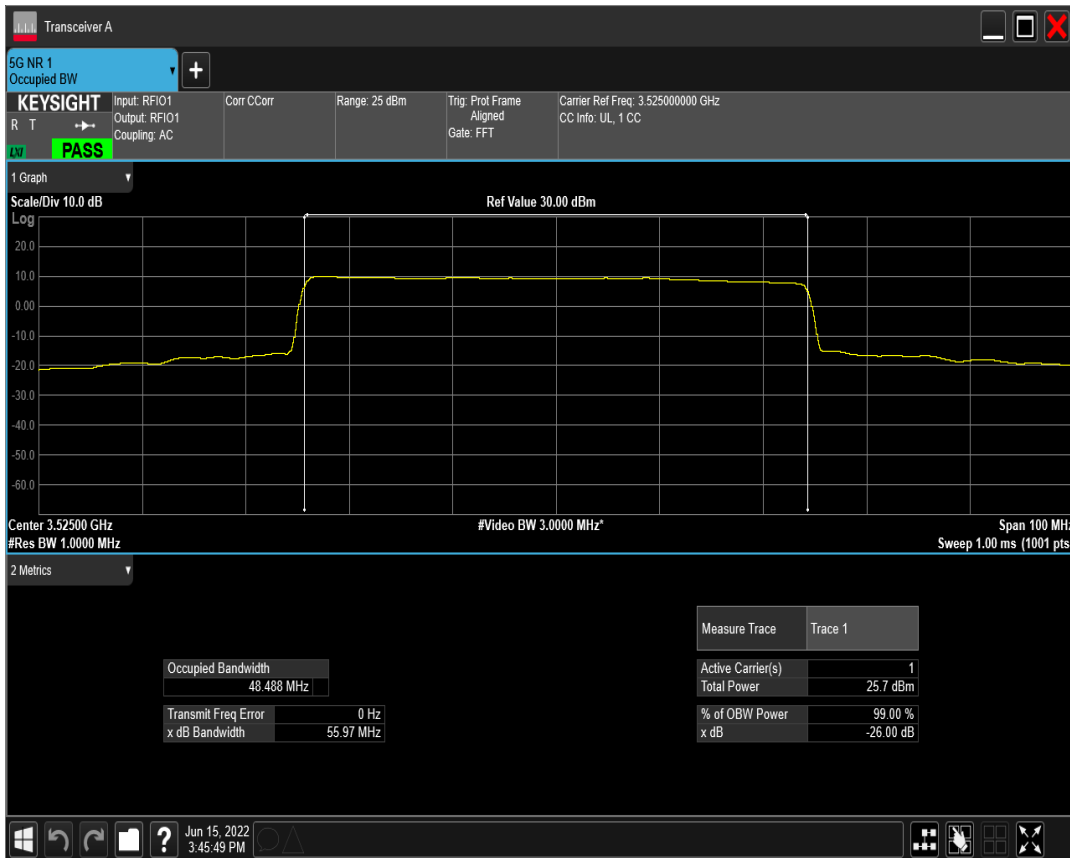 Transceiver A
5G NR 1
Occupied BW
+
KEYSIGHT
R T
LXI
PASS
Input: RFIO1
Output: RFIO1
Coupling: AC
Corr CCorr
Range: 25 dBm
Trig: Prot Frame
Aligned
Gate: FFT
Carrier Ref Freq: 3.525000000 GHz
CC Info: UL, 1 CC
1 Graph
Scale/Div 10.0 dB
Ref Value 30.00 dBm
Log
20.0
10.0
0.00
-10.0
-20.0
-30.0
-40.0
-50.0
-60.0
Center 3.52500 GHz
#Video BW 3.0000 MHz*
Span 100 MHz
#Res BW 1.0000 MHz
Sweep 1.00 ms (1001 pts
2 Metrics
Measure Trace Trace 1
Occupied Bandwidth
48.488 MHz
Active Carrier(s) 1
Total Power 25.7 dBm
Transmit Freq Error 0 Hz
x dB Bandwidth 55.97 MHz
% of OBW Power 99.00 %
x dB -26.00 dB
?
Jun 15, 2022
3:45:49 PM